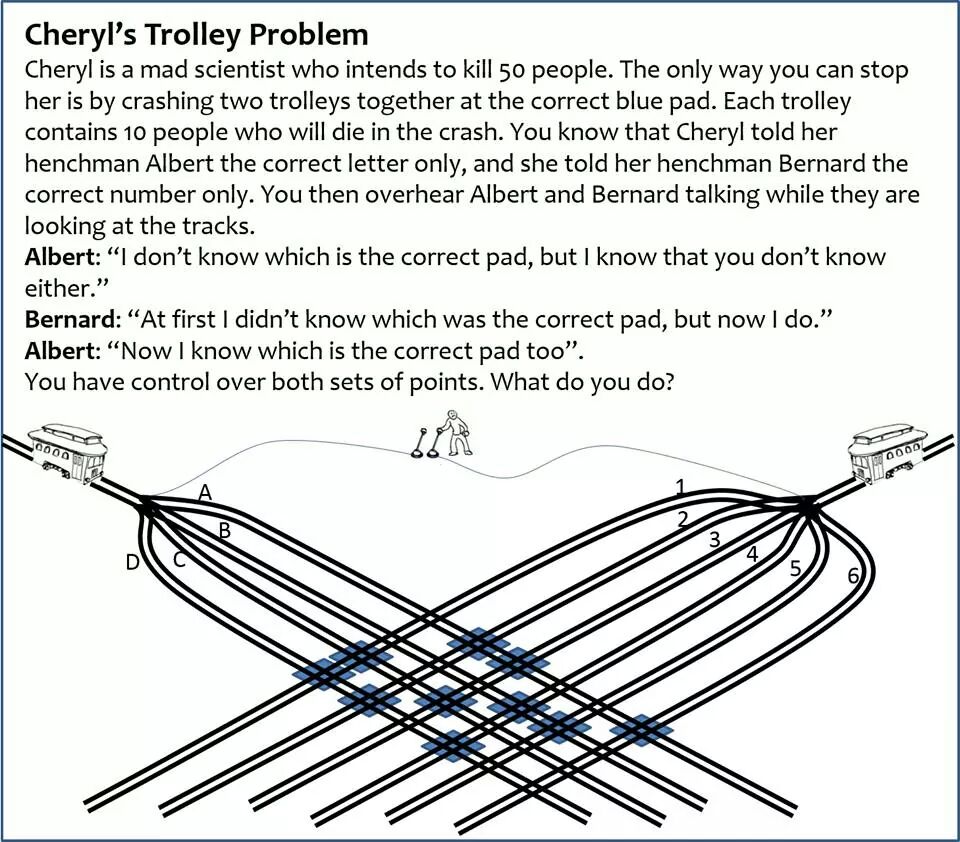 Cheryl's Trolley Problem
Cheryl is a mad scientist who intends to kill 50 people. The only way you can stop
her is by crashing two trolleys together at the correct blue pad. Each trolley
contains 10 people who will die in the crash. You know that Cheryl told her
henchman Albert the correct letter only, and she told her henchman Bernard the
correct number only. You then overhear Albert and Bernard talking while they are
looking at the tracks.
Albert: “I don’t know which is the correct pad, but I know that you don’t know
either.”
Bernard: “At first I didn’t know which was the correct pad, but now I do.”
Albert: “Now I know which is the correct pad too”.
You have control over both sets of points. What do you do?
A
B
C
D
1
2
3
4
5
6